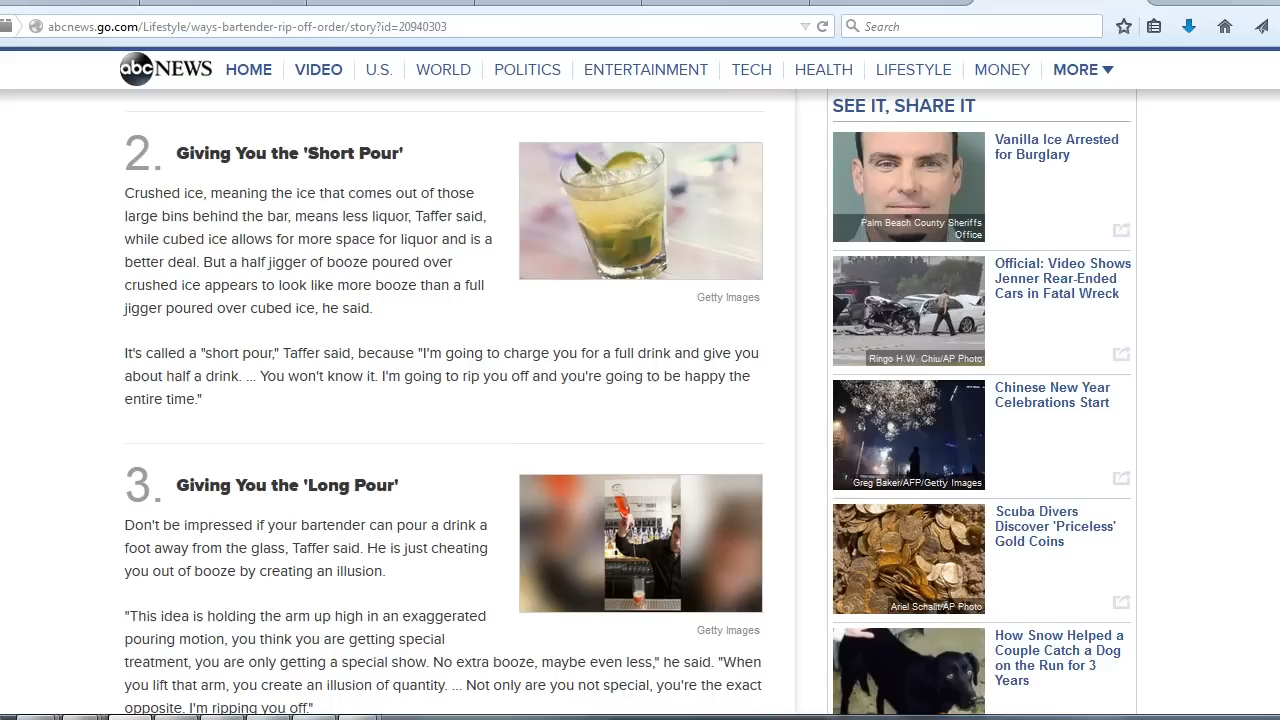 abcnews.go.com/Lifestyle/ways-bartender-rip-off-order/story?id=20940303
Search
abc NEWS
HOME
VIDEO
U.S.
WORLD
POLITICS
ENTERTAINMENT
TECH
HEALTH
LIFESTYLE
MONEY
MORE
2. Giving You the 'Short Pour'
Crushed ice, meaning the ice that comes out of those
large bins behind the bar, means less liquor, Taffer said,
while cubed ice allows for more space for liquor and is a
better deal. But a half jigger of booze poured over
crushed ice appears to look like more booze than a full
jigger poured over cubed ice, he said.
Getty Images
It's called a "short pour," Taffer said, because "I'm going to charge you for a full drink and give you
about half a drink. ... You won't know it. I'm going to rip you off and you're going to be happy the
entire time."
3. Giving You the 'Long Pour'
Don't be impressed if your bartender can pour a drink a
foot away from the glass, Taffer said. He is just cheating
you out of booze by creating an illusion.
Getty Images
"This idea is holding the arm up high in an exaggerated
pouring motion, you think you are getting special
treatment, you are only getting a special show. No extra booze, maybe even less," he said. "When
you lift that arm, you create an illusion of quantity. ... Not only are you not special, you're the exact
opposite. I'm ripping you off."
SEE IT, SHARE IT
Vanilla Ice Arrested
for Burglary
Palm Beach County Sheriffs
Office
Official: Video Shows
Jenner Rear-Ended
Cars in Fatal Wreck
Ringo H.W. Chiu/AP Photo
Chinese New Year
Celebrations Start
Greg Baker/AFP/Getty Images
Scuba Divers
Discover 'Priceless'
Gold Coins
Ariel Schalit/AP Photo
How Snow Helped a
Couple Catch a Dog
on the Run for 3
Years